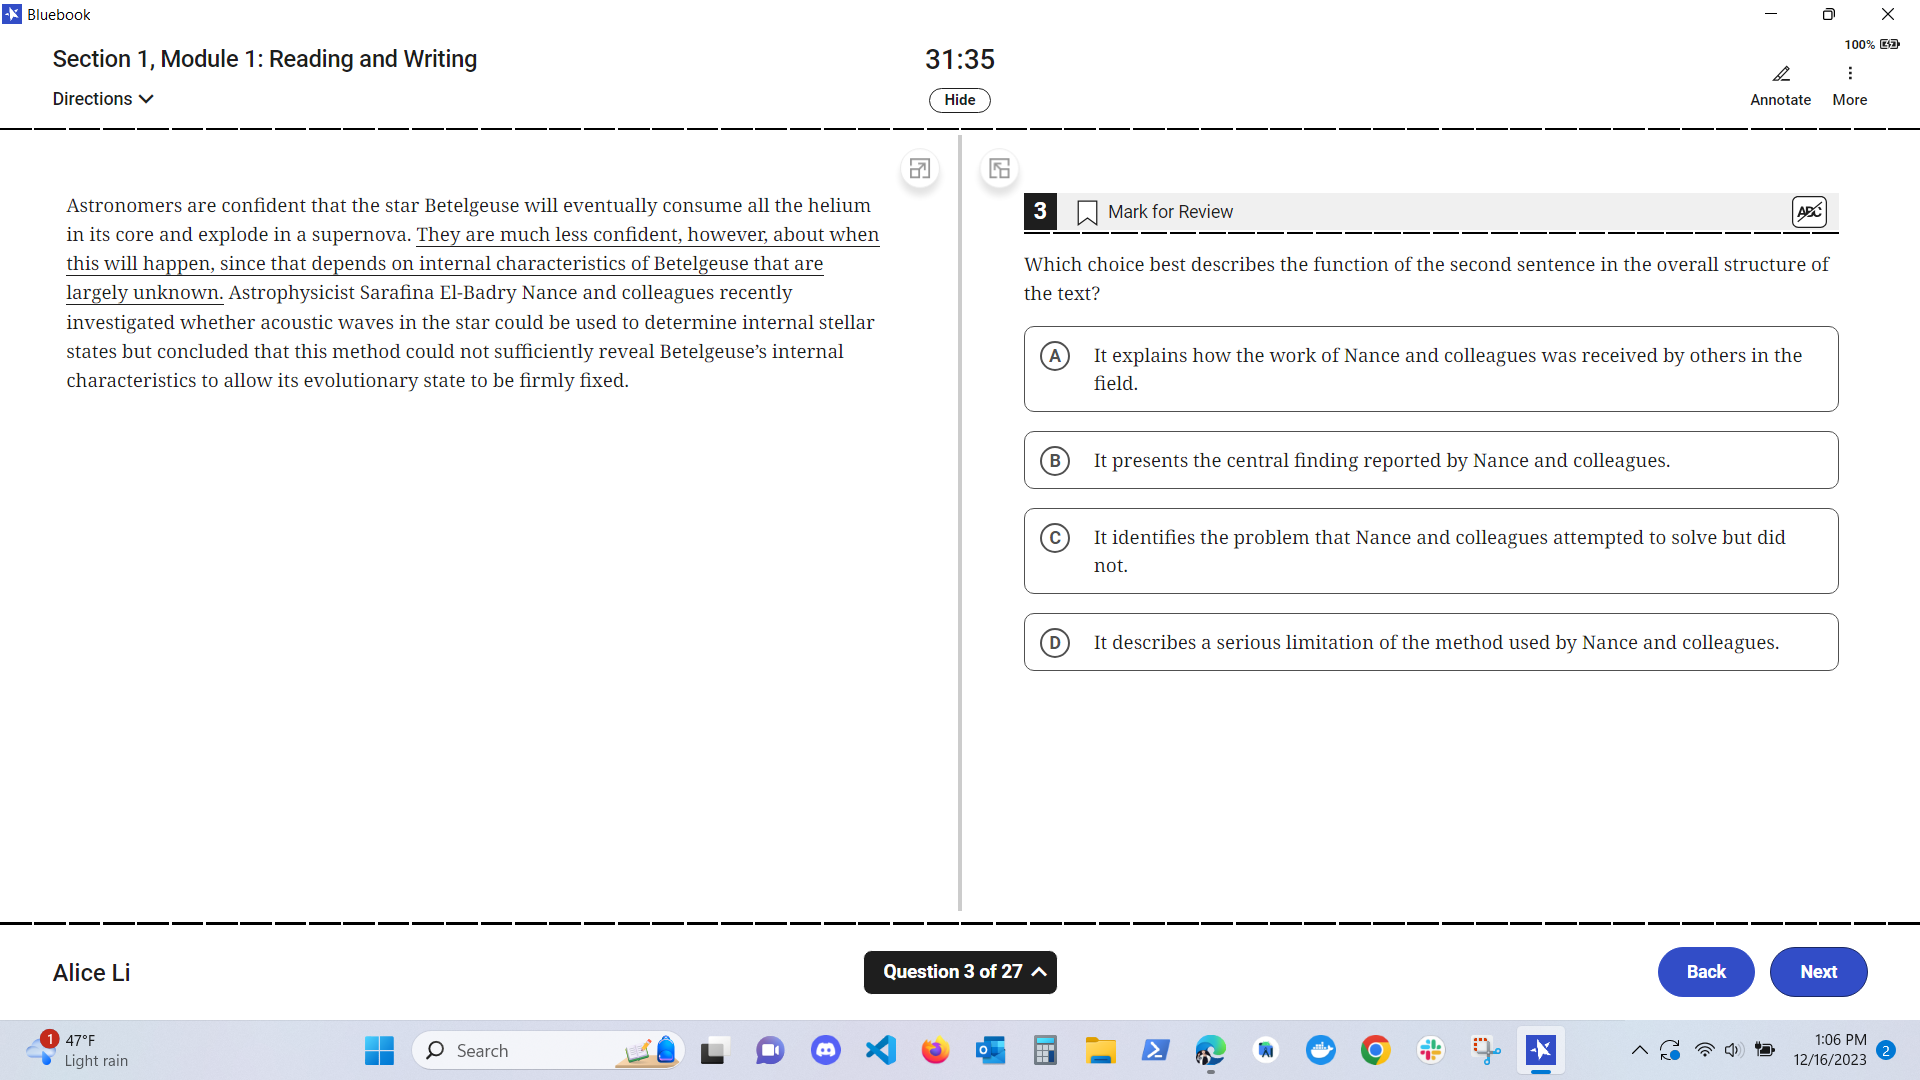 Bluebook
100%
Section 1, Module 1: Reading and Writing
31:35
Directions
Hide
Annotate
More
Astronomers are confident that the star Betelgeuse will eventually consume all the helium
in its core and explode in a supernova. They are much less confident, however, about when
this will happen, since that depends on internal characteristics of Betelgeuse that are
largely unknown. Astrophysicist Sarafina El-Badry Nance and colleagues recently
investigated whether acoustic waves in the star could be used to determine internal stellar
states but concluded that this method could not sufficiently reveal Betelgeuse’s internal
characteristics to allow its evolutionary state to be firmly fixed.
3
Mark for Review
ABC
Which choice best describes the function of the second sentence in the overall structure of
the text?
A
It explains how the work of Nance and colleagues was received by others in the
field.
B
It presents the central finding reported by Nance and colleagues.
C
It identifies the problem that Nance and colleagues attempted to solve but did
not.
D
It describes a serious limitation of the method used by Nance and colleagues.
Alice Li
Question 3 of 27
Back
Next
1
47°F
Light rain
Search
1:06 PM
12/16/2023
2